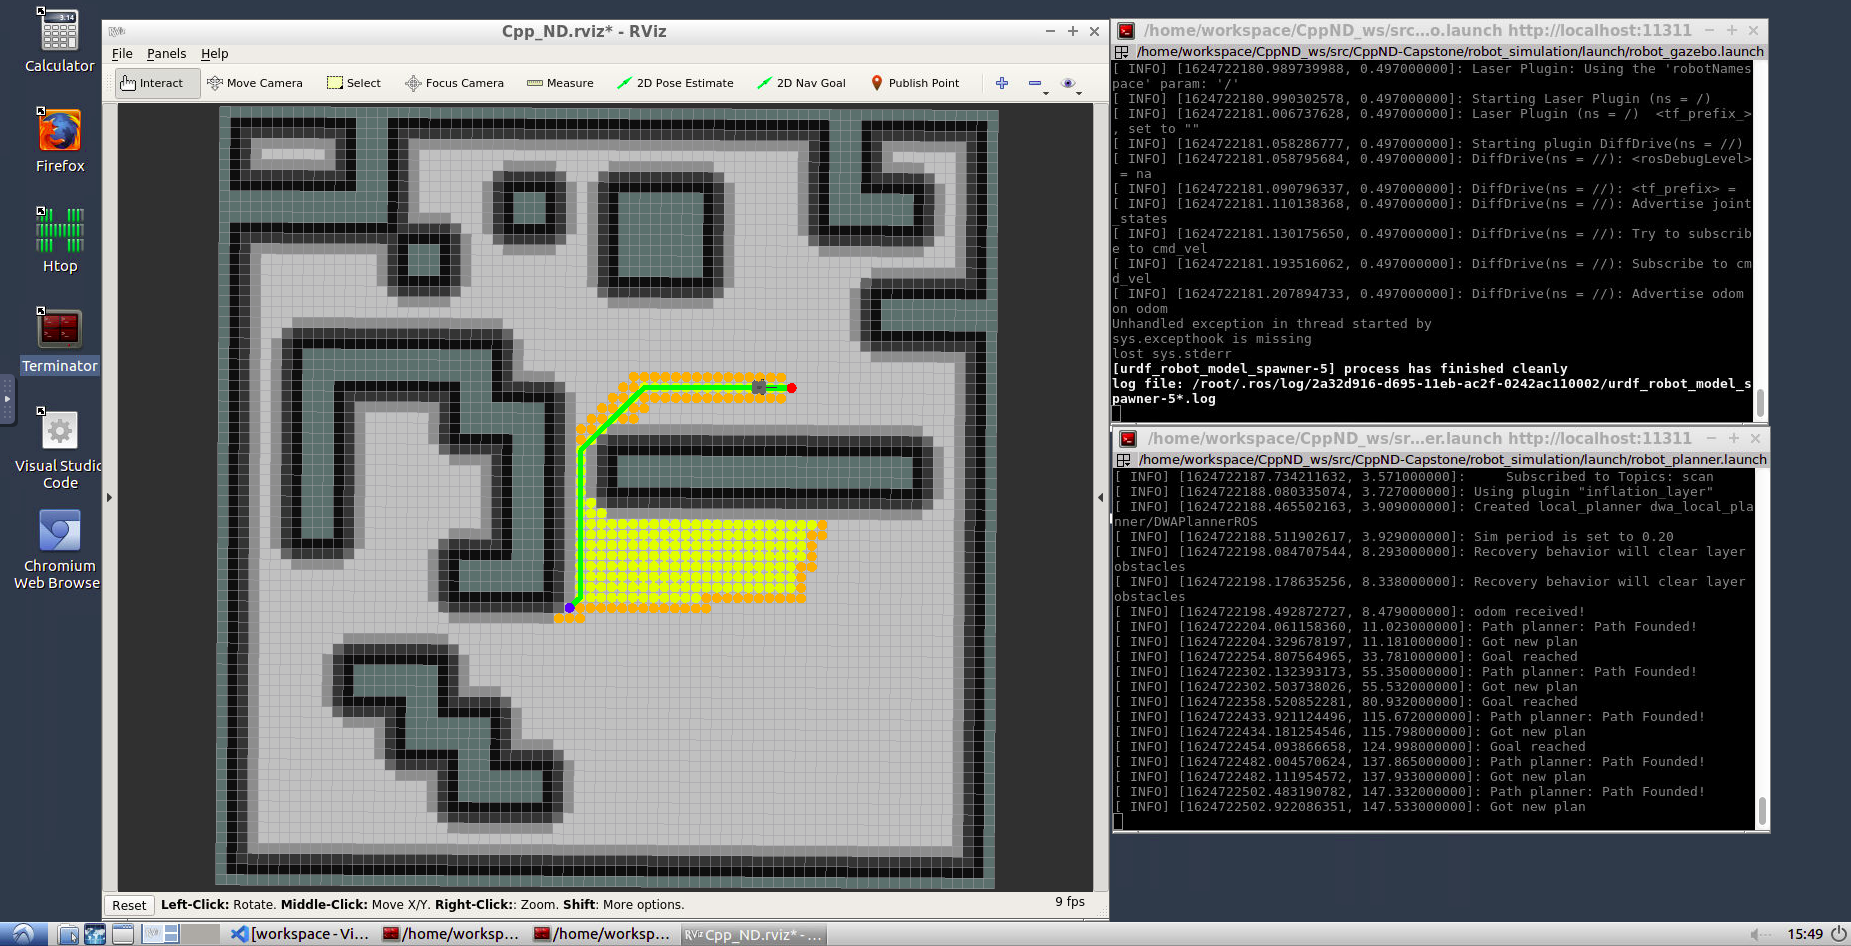 3.14
Calculator
Firefox
Htop
Terminator
Visual Studio
Code
Chromium
Web Browse
Cpp_ND.rviz* - RViz
File Panels Help
Interact Move Camera Select Focus Camera Measure 2D Pose Estimate 2D Nav Goal Publish Point
Reset Left-Click: Rotate. Middle-Click: Move X/Y. Right-Click:: Zoom. Shift: More options.
9 fps
/home/workspace/CppND_ws/src...o.launch http://localhost:11311
/home/workspace/CppND_ws/src/CppND-Capstone/robot_simulation/launch/robot_gazebo.launch
[ INFO] [1624722180.989739988, 0.497000000]: Laser Plugin: Using the 'robotNames
pace' param: '/'
[ INFO] [1624722180.990302578, 0.497000000]: Starting Laser Plugin (ns = /)
[ INFO] [1624722181.006737628, 0.497000000]: Laser Plugin (ns = /)  <tf_prefix_>
, set to ""
[ INFO] [1624722181.058286777, 0.497000000]: Starting plugin DiffDrive(ns = //)
[ INFO] [1624722181.058795684, 0.497000000]: DiffDrive(ns = //): <rosDebugLevel>
= na
[ INFO] [1624722181.090796337, 0.497000000]: DiffDrive(ns = //): <tf_prefix> =
[ INFO] [1624722181.110138368, 0.497000000]: DiffDrive(ns = //): Advertise joint
_states
[ INFO] [1624722181.130175650, 0.497000000]: DiffDrive(ns = //): Try to subscrib
e to cmd_vel
[ INFO] [1624722181.193516062, 0.497000000]: DiffDrive(ns = //): Subscribe to cm
d_vel
[ INFO] [1624722181.207894733, 0.497000000]: DiffDrive(ns = //): Advertise odom
on odom
Unhandled exception in thread started by
sys.excepthook is missing
lost sys.stderr
[urdf_robot_model_spawner-5] process has finished cleanly
log file: /root/.ros/log/2a32d916-d695-11eb-ac2f-0242ac110002/urdf_robot_model_s
pawner-5*.log
/home/workspace/CppND_ws/sr...er.launch http://localhost:11311
/home/workspace/CppND_ws/src/CppND-Capstone/robot_simulation/launch/robot_planner.launch
[ INFO] [1624722187.734211632, 3.571000000]:     Subscribed to Topics: scan
[ INFO] [1624722188.080335074, 3.727000000]: Using plugin "inflation_layer"
[ INFO] [1624722188.465502163, 3.909000000]: Created local_planner dwa_local_pla
nner/DWAPlannerROS
[ INFO] [1624722188.511902617, 3.929000000]: Sim period is set to 0.20
[ INFO] [1624722198.084707544, 8.293000000]: Recovery behavior will clear layer
obstacles
[ INFO] [1624722198.178635256, 8.338000000]: Recovery behavior will clear layer
obstacles
[ INFO] [1624722198.492872727, 8.479000000]: odom received!
[ INFO] [1624722204.061158360, 11.023000000]: Path planner: Path Founded!
[ INFO] [1624722204.329678197, 11.181000000]: Got new plan
[ INFO] [1624722254.807564965, 33.781000000]: Goal reached
[ INFO] [1624722302.132393173, 55.350000000]: Path planner: Path Founded!
[ INFO] [1624722302.503738026, 55.532000000]: Got new plan
[ INFO] [1624722358.520852281, 80.932000000]: Goal reached
[ INFO] [1624722433.921124496, 115.672000000]: Path planner: Path Founded!
[ INFO] [1624722434.181254546, 115.798000000]: Got new plan
[ INFO] [1624722454.093866658, 124.998000000]: Goal reached
[ INFO] [1624722482.004570624, 137.865000000]: Path planner: Path Founded!
[ INFO] [1624722482.111954572, 137.933000000]: Got new plan
[ INFO] [1624722502.483190782, 147.332000000]: Path planner: Path Founded!
[ INFO] [1624722502.922086351, 147.533000000]: Got new plan
[workspace - Vi... /home/worksp... /home/worksp... RViz Cpp_ND.rviz* - ... 15:49